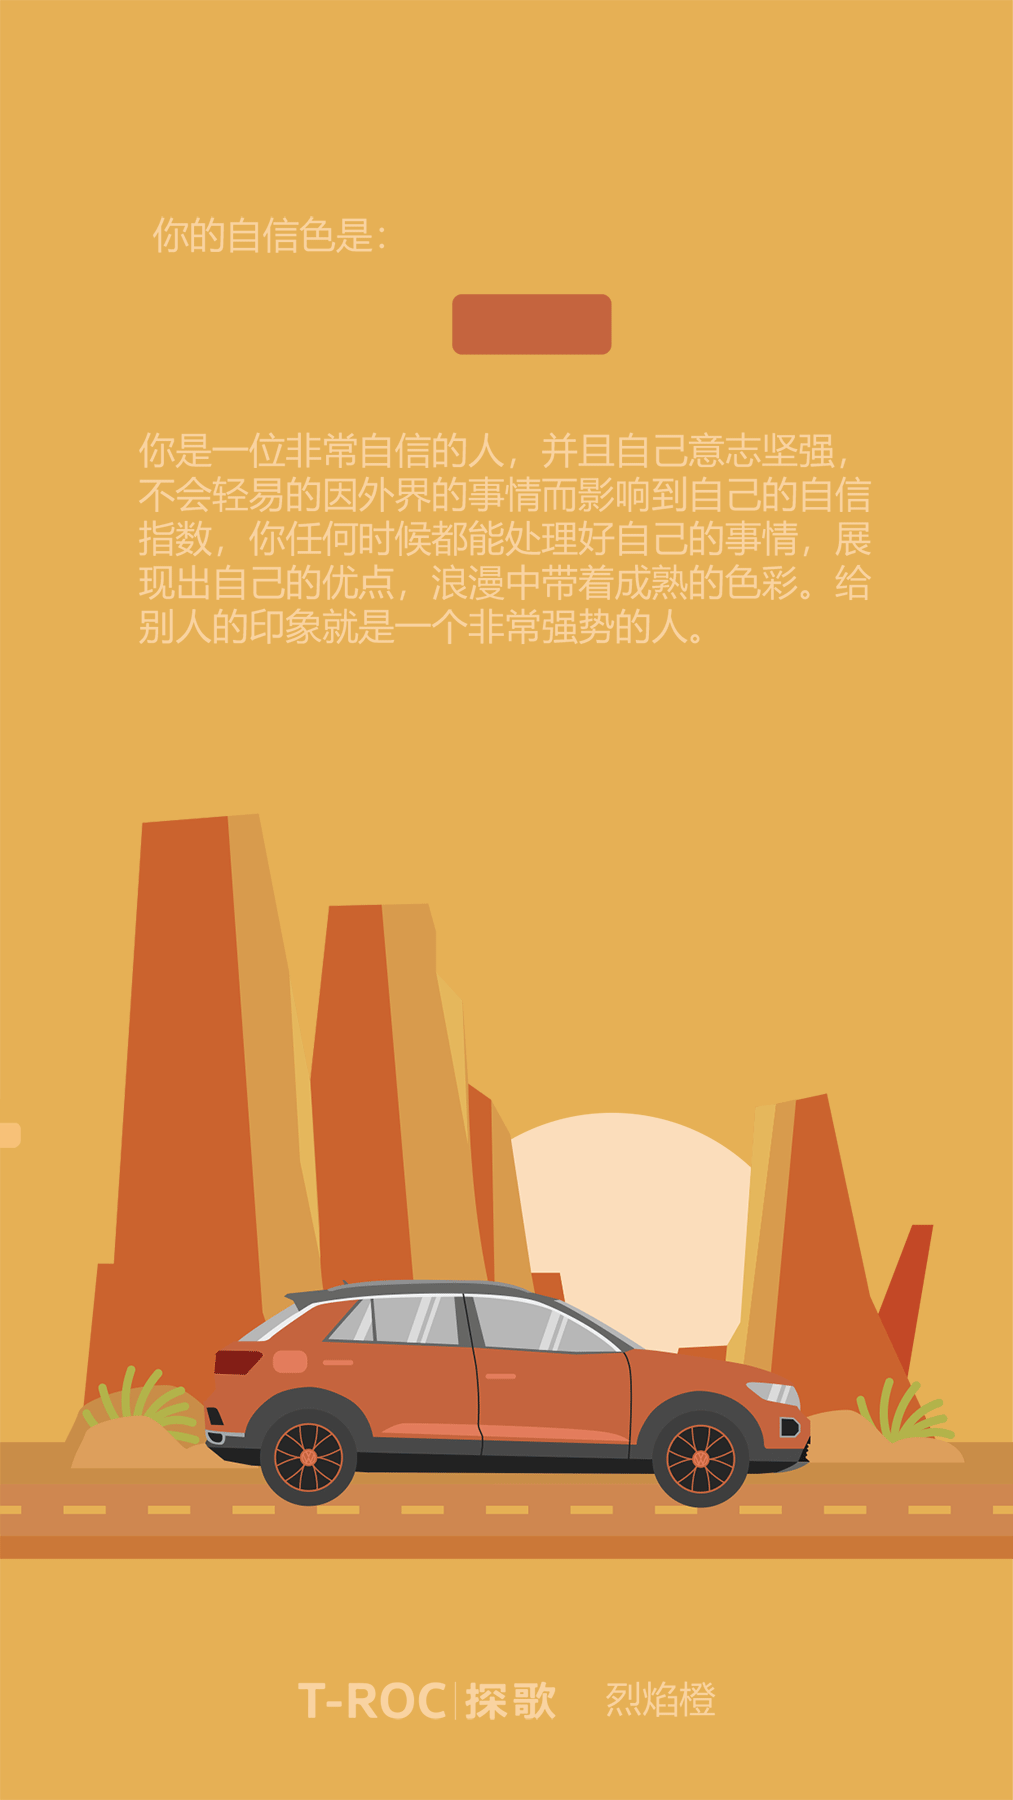 你的自信色是：
你是一位非常自信的人，并且自己意志坚强，
不会轻易的因外界的事情而影响到自己的自信
指数，你任何时候都能处理好自己的事情，展
现出自己的优点，浪漫中带着成熟的色彩。给
别人的印象就是一个非常强势的人。
T-ROC|探歌 烈焰橙